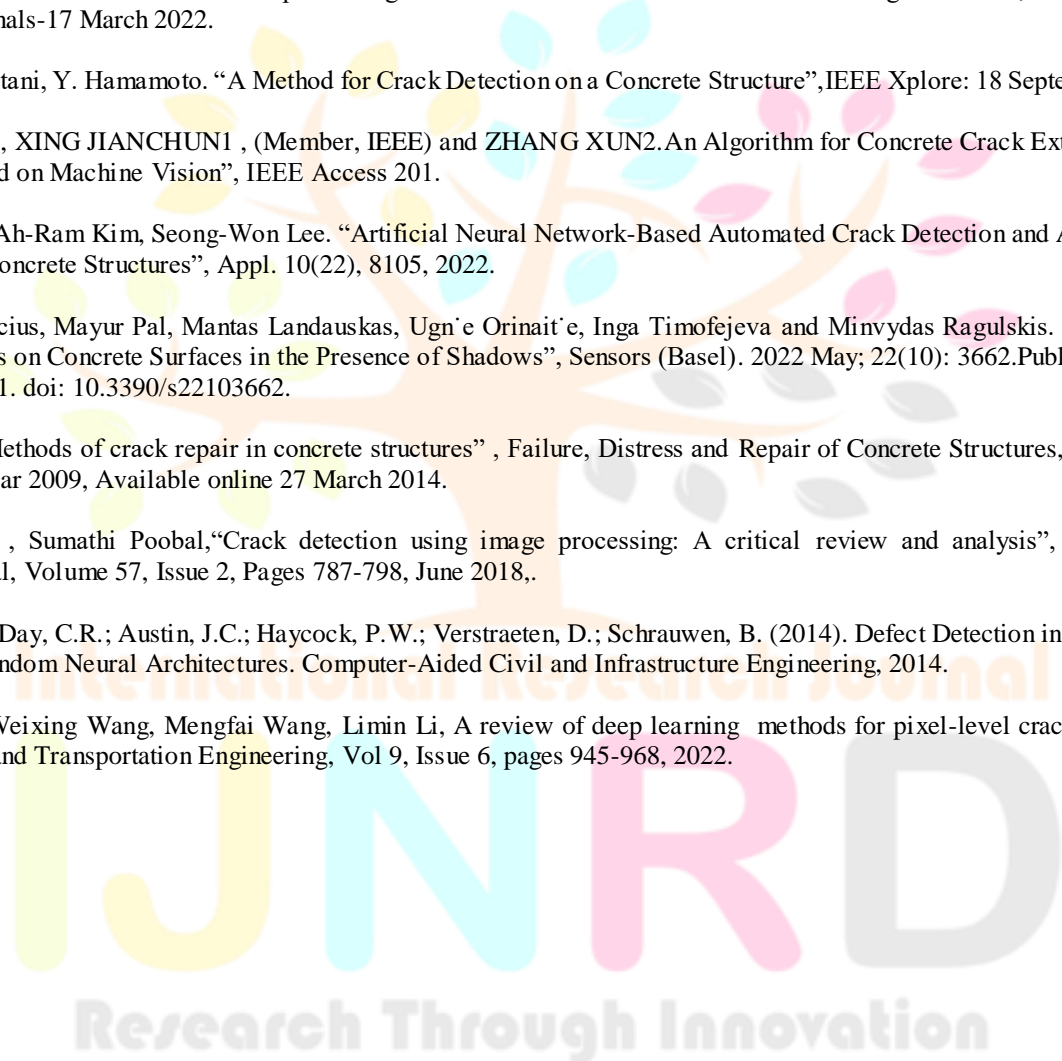 nals-17 March 2022.
tani, Y. Hamamoto. “A Method for Crack Detection on a Concrete Structure”,IEEE Xplore: 18 Septe
, XING JIANCHUN1 , (Member, IEEE) and ZHANG XUN2.An Algorithm for Concrete Crack Ext
d on Machine Vision”, IEEE Access 201.
Ah-Ram Kim, Seong-Won Lee. “Artificial Neural Network-Based Automated Crack Detection and A
oncrete Structures”, Appl. 10(22), 8105, 2022.
cius, Mayur Pal, Mantas Landauskas, Ugn˙e Orinait˙e, Inga Timofejeva and Minvydas Ragulskis.
s on Concrete Surfaces in the Presence of Shadows”, Sensors (Basel). 2022 May; 22(10): 3662.Publ
1. doi: 10.3390/s22103662.
Methods of crack repair in concrete structures” , Failure, Distress and Repair of Concrete Structures,
ar 2009, Available online 27 March 2014.
, Sumathi Poobal,“Crack detection using image processing: A critical review and analysis”,
l, Volume 57, Issue 2, Pages 787-798, June 2018,.
Day, C.R.; Austin, J.C.; Haycock, P.W.; Verstraeten, D.; Schrauwen, B. (2014). Defect Detection in
ndom Neural Architectures. Computer-Aided Civil and Infrastructure Engineering, 2014.
International Research Journal
Weixing Wang, Mengfai Wang, Limin Li, A review of deep learning methods for pixel-level crac
and Transportation Engineering, Vol 9, Issue 6, pages 945-968, 2022.
IJNRD
Research Through Innovation